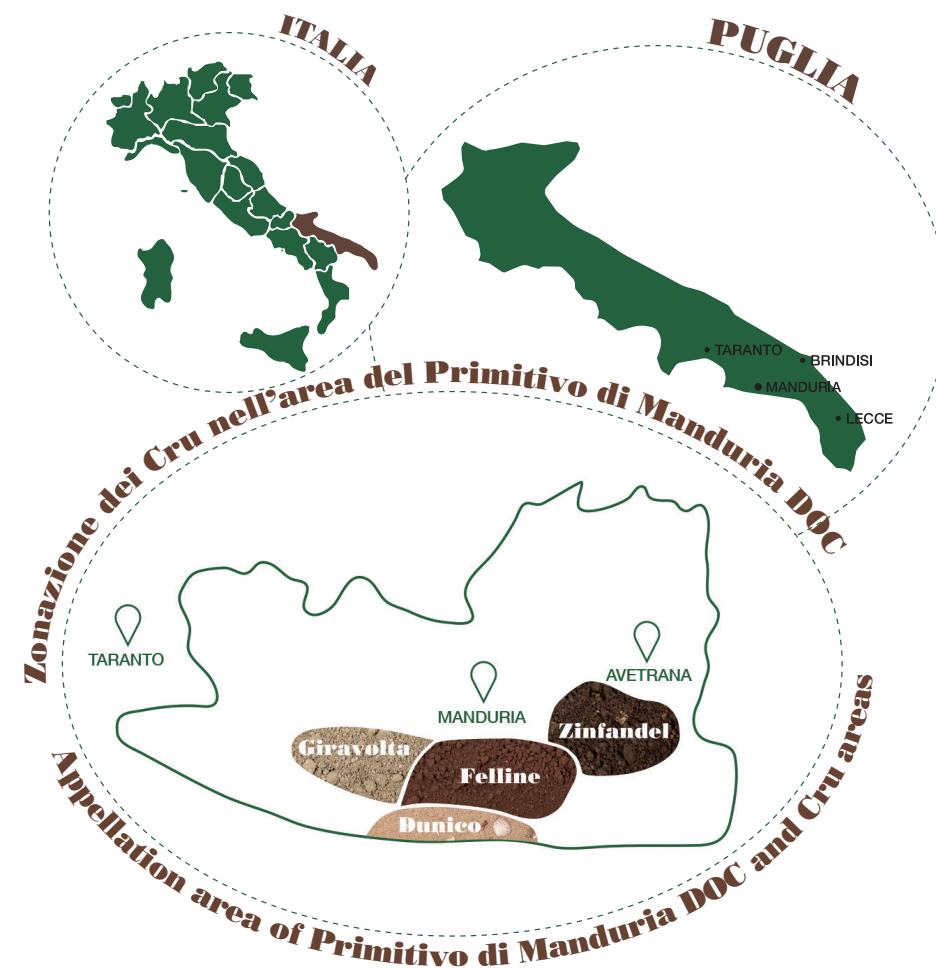 ITALIA
PUGLIA
TARANTO
BRINDISI
MANDURIA
LECCE
Zonazione dei Cru nell'area del Primitivo di Manduria DOC
TARANTO
AVETRANA
MANDURIA
Zinfandel
Giravolta
Felline
Dunico
Appellation area of Primitivo di Manduria DOC and Cru areas